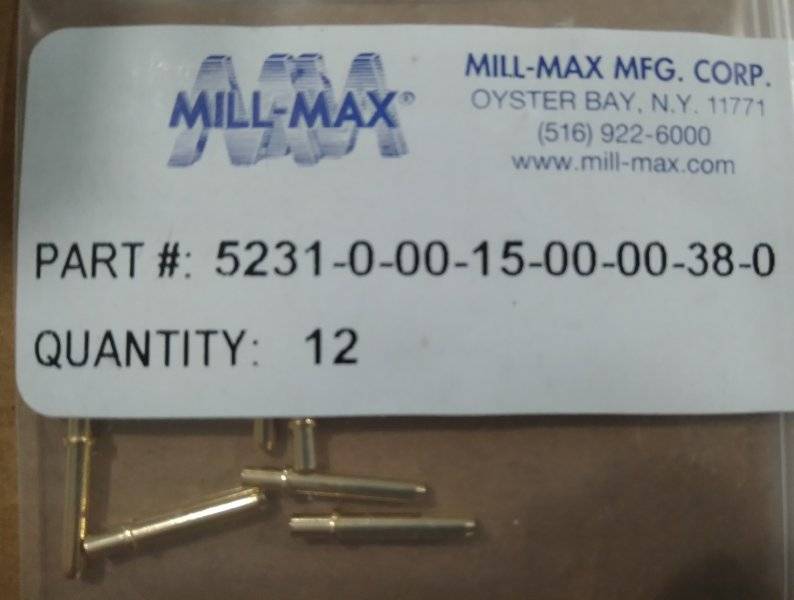 MILL-MAX®
MILL-MAX MFG. CORP.
OYSTER BAY, N.Y. 11771
(516) 922-6000
www.mill-max.com
PART #: 5231-0-00-15-00-00-38-0
QUANTITY: 12